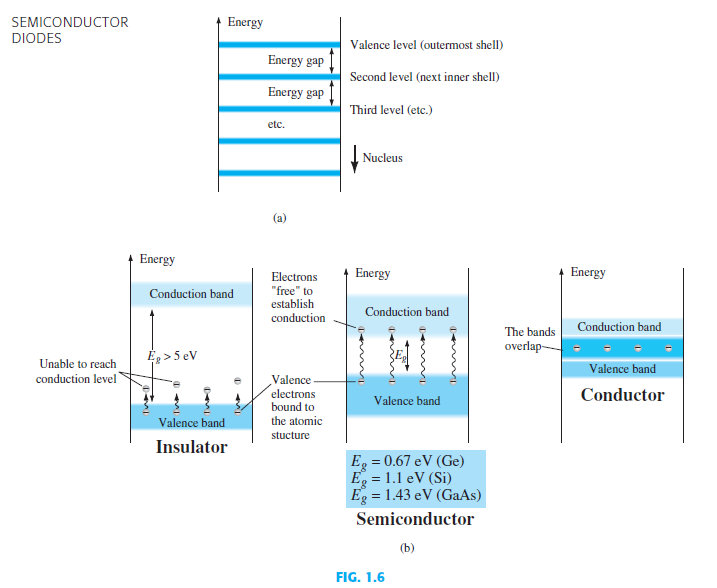 SEMICONDUCTOR
DIODES
Energy
Valence level (outermost shell)
Energy gap
Second level (next inner shell)
Energy gap
Third level (etc.)
etc.
Nucleus
(a)
Energy
Conduction band
Eg > 5 eV
Unable to reach
conduction level
Valence band
Insulator
Electrons
"free" to
establish
conduction
Valence
electrons
bound to
the atomic
stucture
Energy
Conduction band
Eg
Valence band
Eg = 0.67 eV (Ge)
Eg = 1.1 eV (Si)
Eg = 1.43 eV (GaAs)
Semiconductor
The bands
overlap
Energy
Conduction band
Valence band
Conductor
(b)
FIG. 1.6